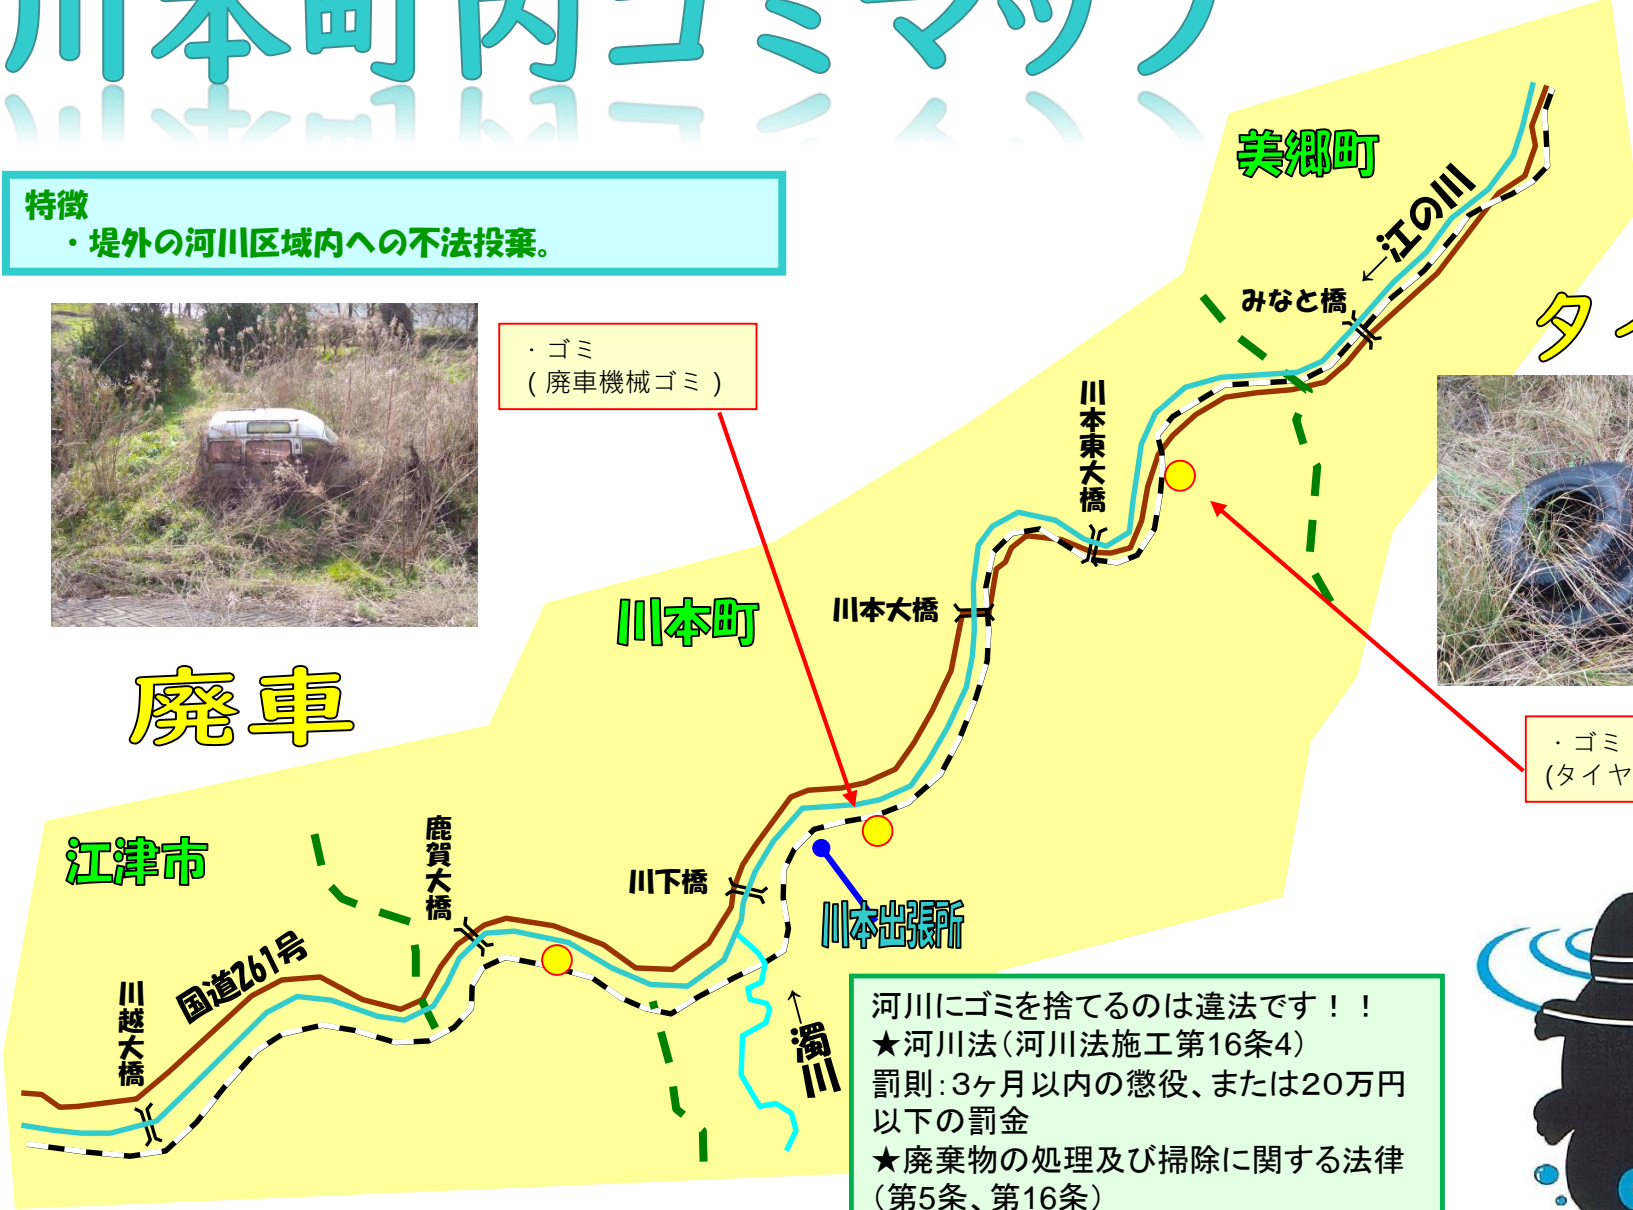 川本町内ゴミマップ
特徴
・堤外の河川区域内への不法投棄。
・ゴミ
(廃車機械ゴミ)
廃車
美郷町
←江の川
みなと橋
タ
川本東大橋
川本町
川本大橋
・ゴミ
(タイヤ
江津市
鹿賀大橋
川下橋
川本出張所
国道261号
川越大橋
←濁川
河川にゴミを捨てるのは違法です！！
★河川法(河川法施工第16条4)
罰則:3ヶ月以内の懲役、または20万円
以下の罰金
★廃棄物の処理及び掃除に関する法律
(第5条、第16条)